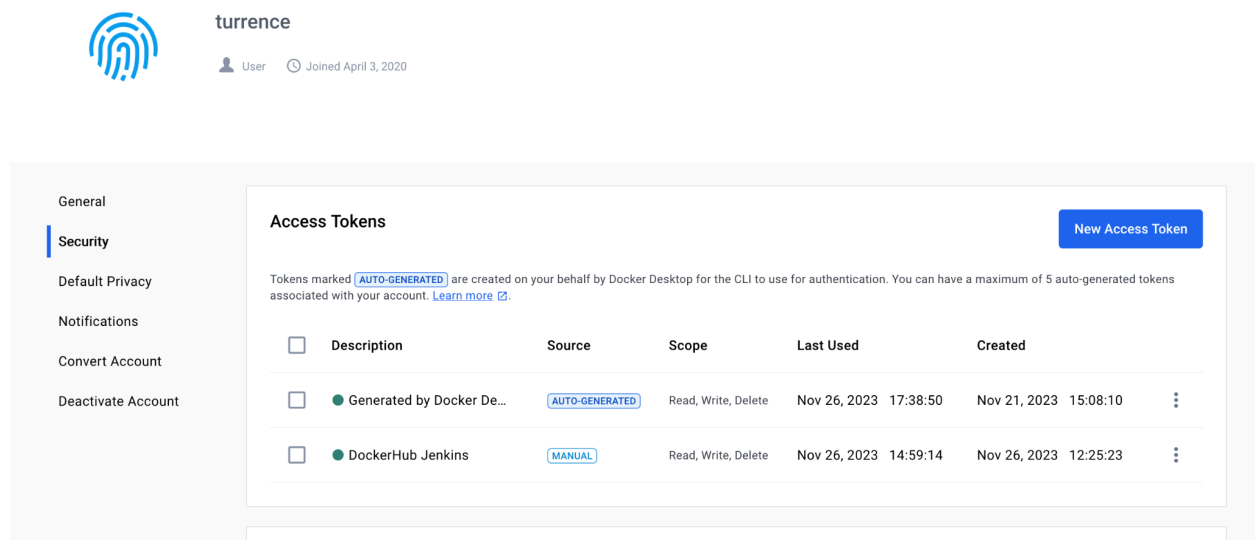 turrence
User Joined April 3, 2020
General
Security
Default Privacy
Notifications
Convert Account
Deactivate Account
Access Tokens
New Access Token
Tokens marked AUTO-GENERATED are created on your behalf by Docker Desktop for the CLI to use for authentication. You can have a maximum of 5 auto-generated tokens
associated with your account. Learn more.
Description Source Scope Last Used Created
Generated by Docker De... AUTO-GENERATED Read, Write, Delete Nov 26, 2023 17:38:50 Nov 21, 2023 15:08:10
DockerHub Jenkins MANUAL Read, Write, Delete Nov 26, 2023 14:59:14 Nov 26, 2023 12:25:23